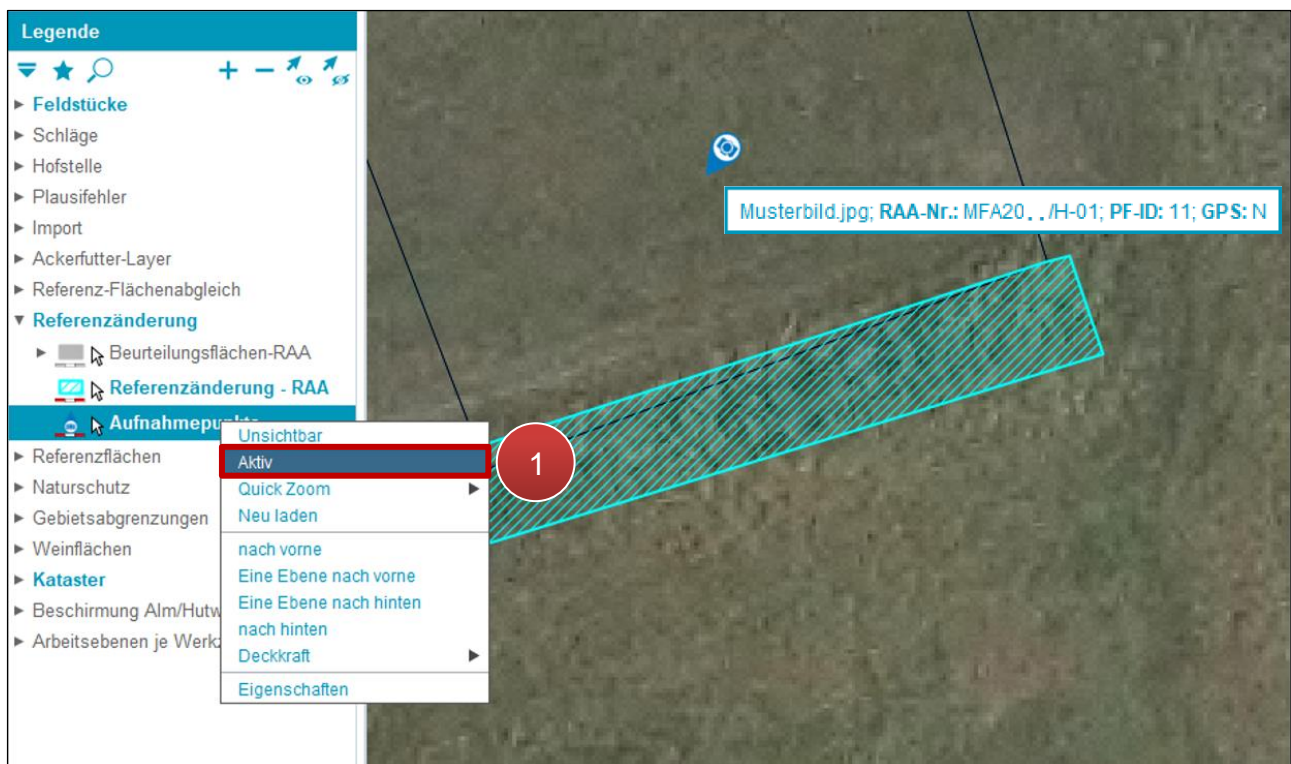 Legende
Feldstücke
Schläge
Hofstelle
Plausifehler
Import
Ackerfutter-Layer
Referenz-Flächenabgleich
Referenzänderung
Beurteilungsflächen-RAA
Referenzänderung - RAA
Referenzflächen
Naturschutz
Gebietsabgrenzungen
Weinflächen
Kataster
Beschirmung Alm/Hutw
Arbeitsebenen je Werkz
Unsichtbar
Aktiv
1
Quick Zoom
Neu laden
nach vorne
Eine Ebene nach vorne
Eine Ebene nach hinten
nach hinten
Deckkraft
Eigenschaften
Musterbild.jpg; RAA-Nr.: MFA20../H-01; PF-ID: 11; GPS: N